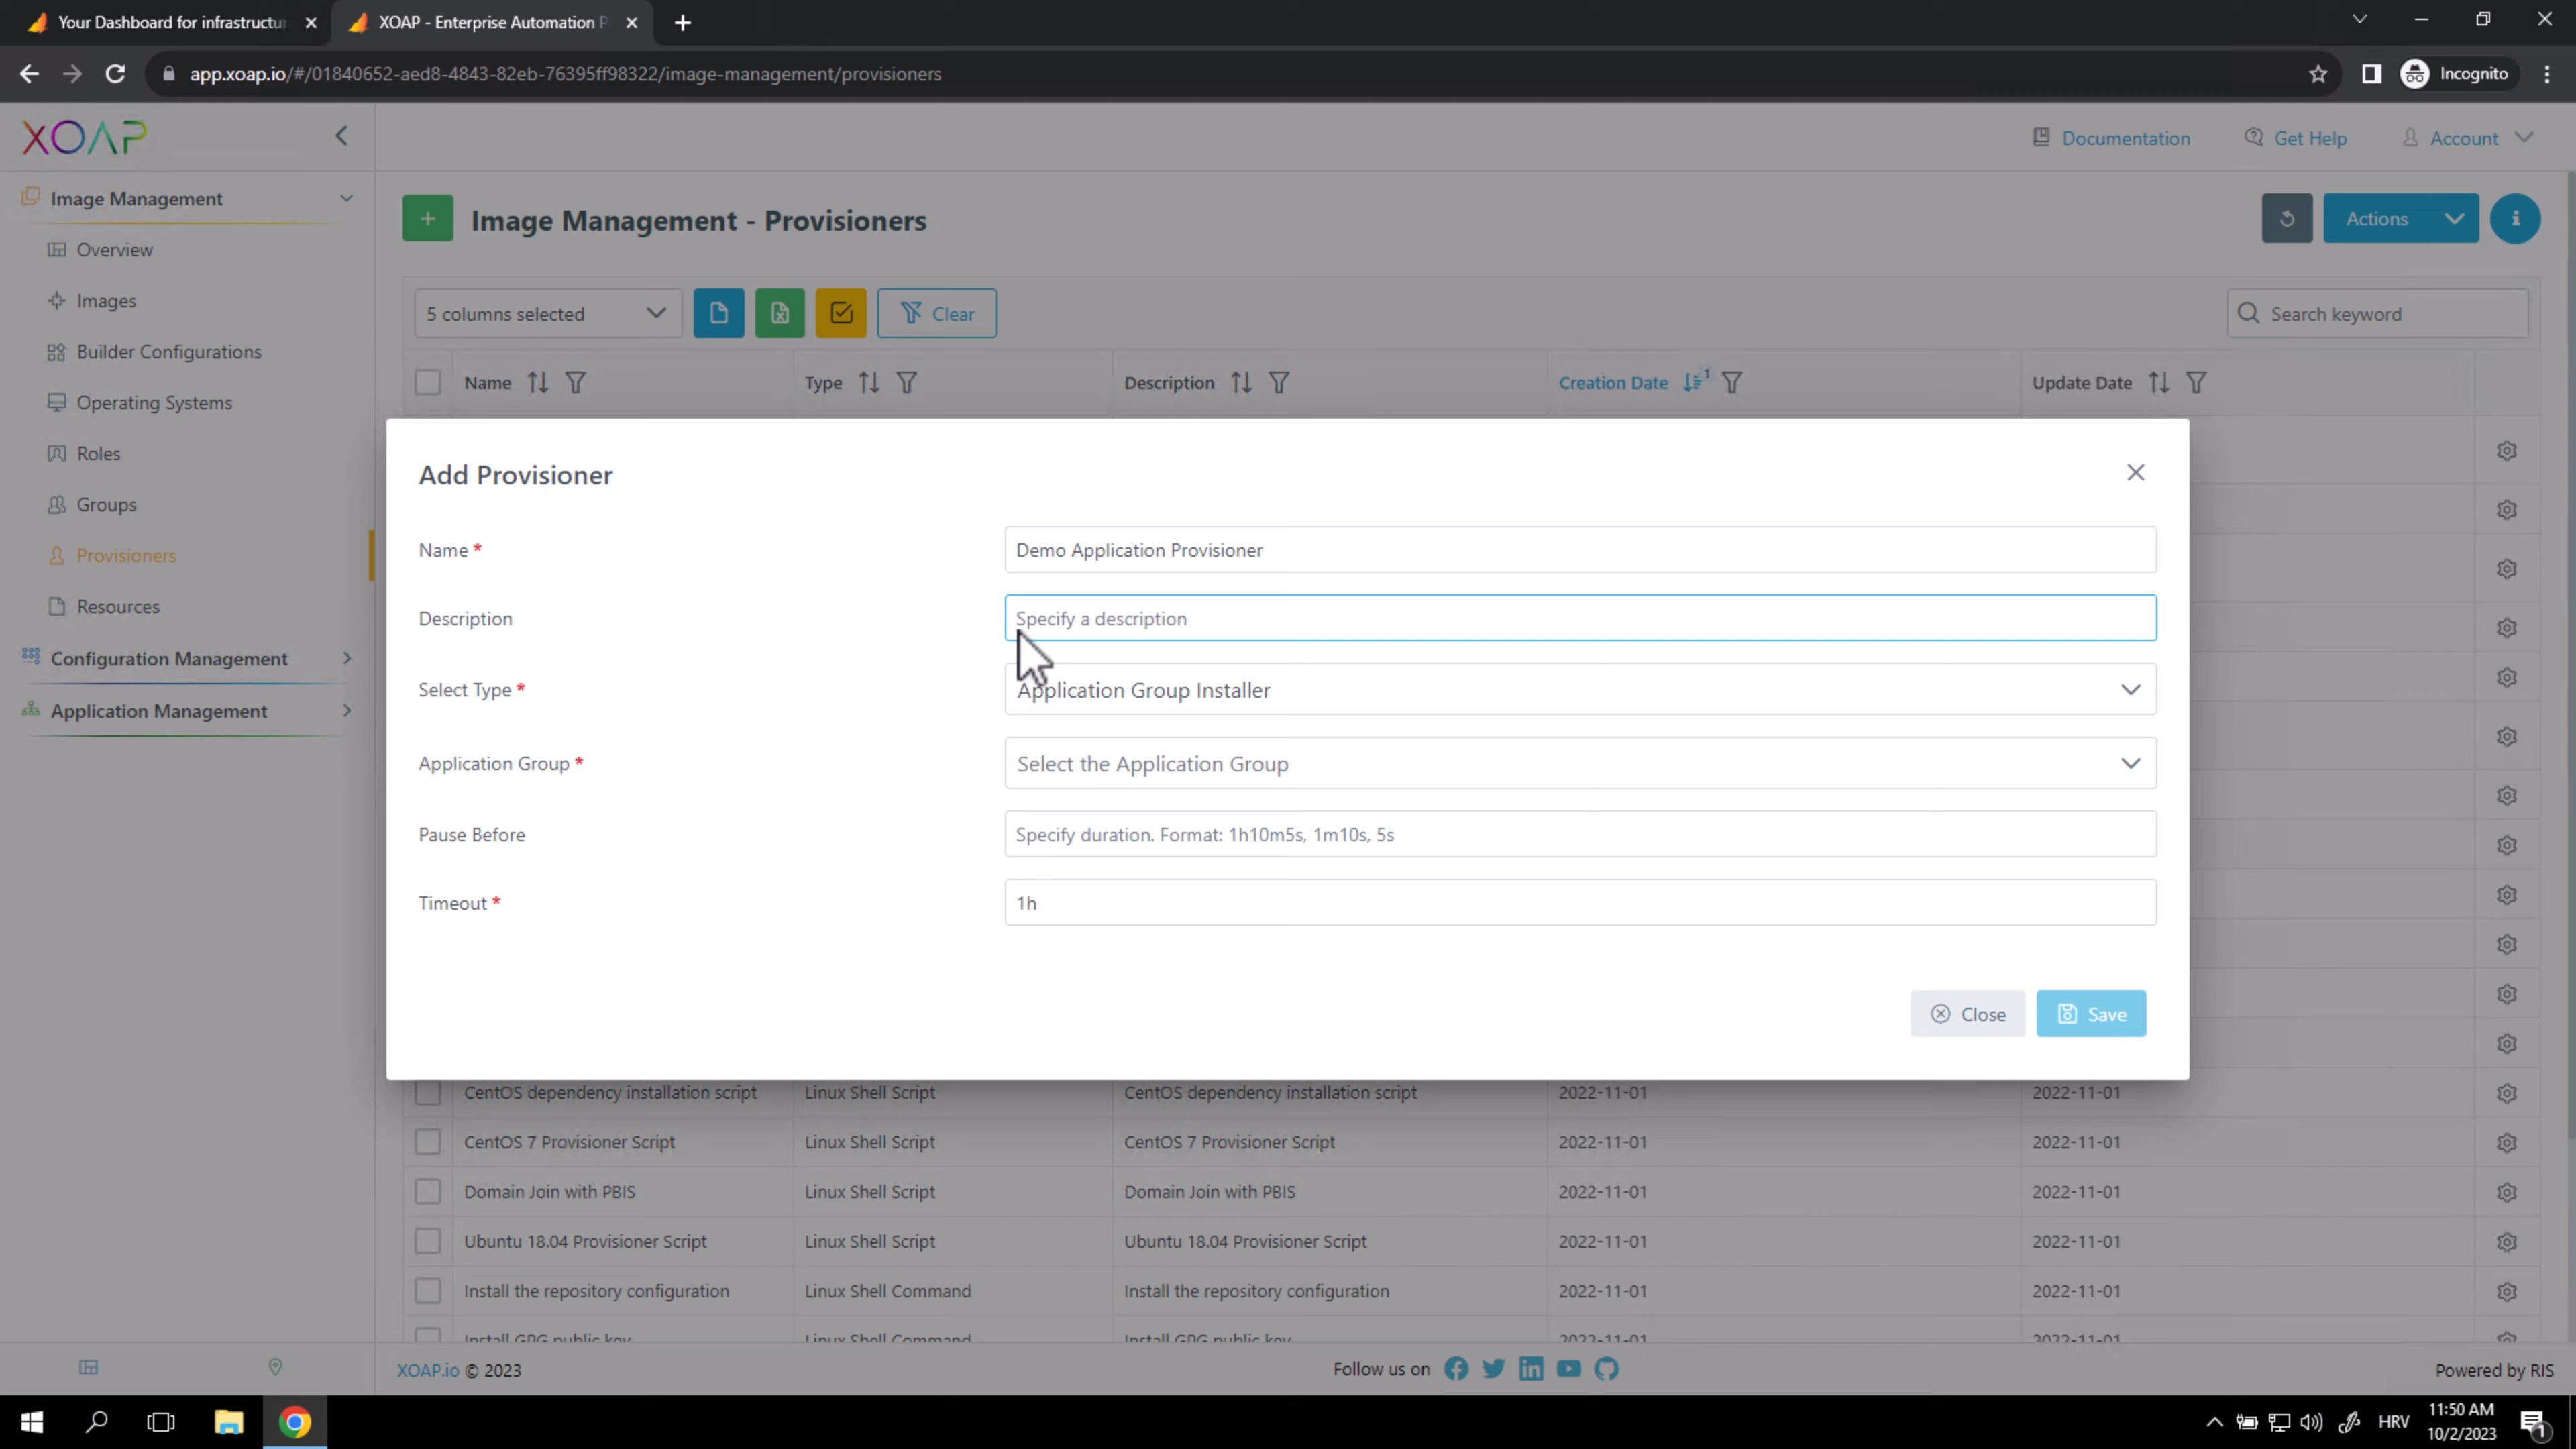 Your Dashboard for infrastructu
XOAP - Enterprise Automation P
app.xoap.io/#/01840652-aed8-4843-82eb-76395ff98322/image-management/provisioners
Incognito
XOAP
Documentation
Get Help
Account
Image Management
Overview
Images
Builder Configurations
Operating Systems
Roles
Groups
Provisioners
Resources
Configuration Management
Application Management
Image Management - Provisioners
Actions
5 columns selected
Clear
Search keyword
Name
Type
Description
Creation Date 1
Update Date
Add Provisioner
Name * Demo Application Provisioner
Description Specify a description
Select Type * Application Group Installer
Application Group * Select the Application Group
Pause Before Specify duration. Format: 1h10m5s, 1m10s, 5s
Timeout * 1h
Close
Save
CentOS dependency installation script Linux Shell Script CentOS dependency installation script 2022-11-01 2022-11-01
CentOS 7 Provisioner Script Linux Shell Script CentOS 7 Provisioner Script 2022-11-01 2022-11-01
Domain Join with PBIS Linux Shell Script Domain Join with PBIS 2022-11-01 2022-11-01
Ubuntu 18.04 Provisioner Script Linux Shell Script Ubuntu 18.04 Provisioner Script 2022-11-01 2022-11-01
Install the repository configuration Linux Shell Command Install the repository configuration 2022-11-01 2022-11-01
Install GPG public key Linux Shell Command Install GPG public key 2022-11-01 2022-11-01
XOAP.io © 2023
Follow us on
Powered by RIS
HRV
11:50 AM
10/2/2023
1